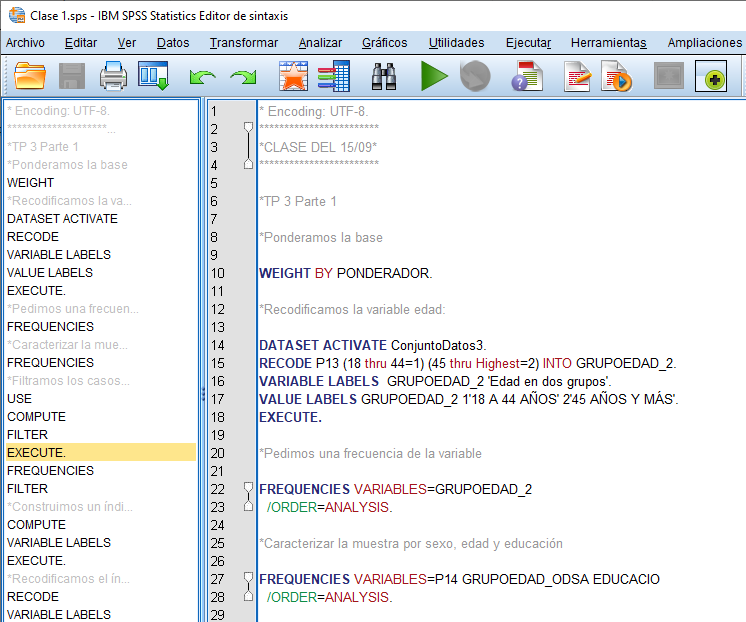 Clase 1.sps - IBM SPSS Statistics Editor de sintaxis
Archivo Editar Ver Datos Transformar Analizar Gráficos Utilidades Ejecutar Herramientas Ampliaciones
* Encoding: UTF-8.
*******************...
*TP 3 Parte 1
*Ponderamos la base
WEIGHT
*Recodificamos la va...
DATASET ACTIVATE
RECODE
VARIABLE LABELS
VALUE LABELS
EXECUTE.
*Pedimos una frecuen...
FREQUENCIES
*Caracterizar la mue...
FREQUENCIES
*Filtramos los casos...
USE
COMPUTE
FILTER
EXECUTE.
FREQUENCIES
FILTER
*Construimos un índi...
COMPUTE
VARIABLE LABELS
EXECUTE.
*Recodificamos el ín...
RECODE
VARIABLE LABELS
1 * Encoding: UTF-8.
2 ***********************
3 *CLASE DEL 15/09*
4 ***********************
5
6 *TP 3 Parte 1
7
8 *Ponderamos la base
9
10 WEIGHT BY PONDERADOR.
11
12 *Recodificamos la variable edad:
13
14 DATASET ACTIVATE ConjuntoDatos3.
15 RECODE P13 (18 thru 44=1) (45 thru Highest=2) INTO GRUPOEDAD_2.
16 VARIABLE LABELS  GRUPOEDAD_2 'Edad en dos grupos'.
17 VALUE LABELS GRUPOEDAD_2 1'18 A 44 AÑOS' 2'45 AÑOS Y MÁS'.
18 EXECUTE.
19
20 *Pedimos una frecuencia de la variable
21
22 FREQUENCIES VARIABLES=GRUPOEDAD_2
23   /ORDER=ANALYSIS.
24
25 *Caracterizar la muestra por sexo, edad y educación
26
27 FREQUENCIES VARIABLES=P14 GRUPOEDAD_ODSA EDUCACIO
28   /ORDER=ANALYSIS.
29